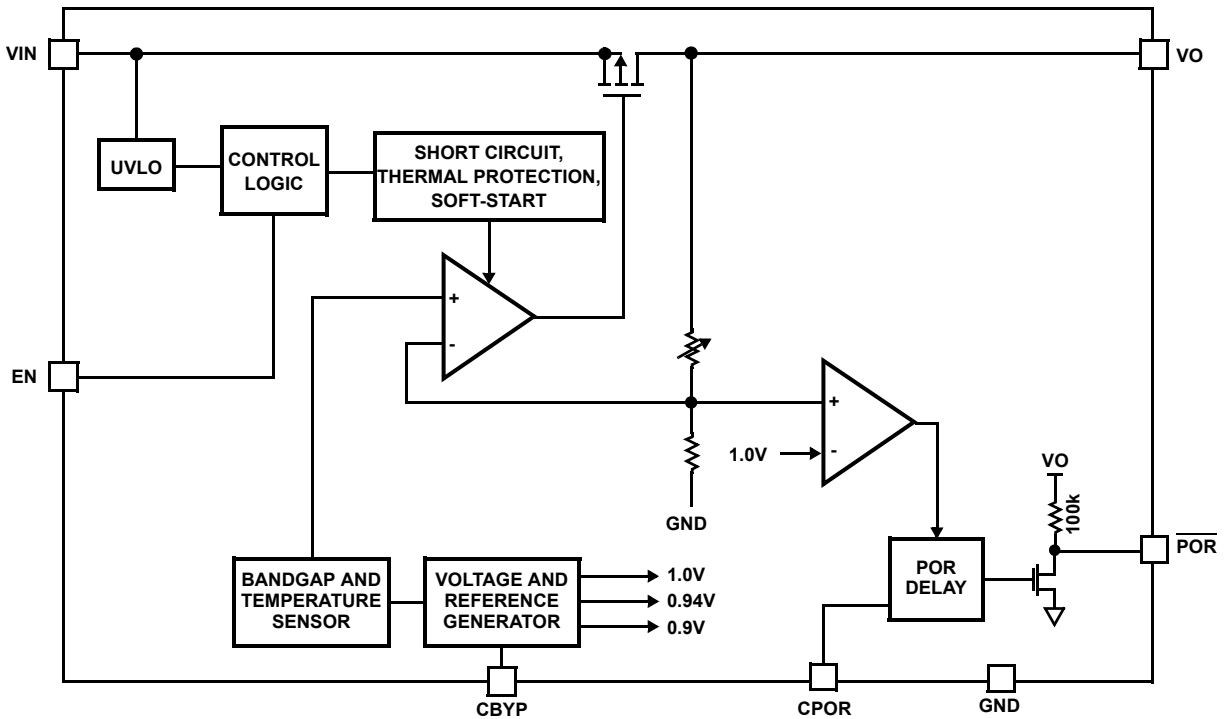 VIN
VO
UVLO
CONTROL
LOGIC
SHORT CIRCUIT,
THERMAL PROTECTION,
SOFT-START
+
-
EN
+
-
1.0V
GND
VO
100k
POR
BANDGAP AND
TEMPERATURE
SENSOR
VOLTAGE AND
REFERENCE
GENERATOR
1.0V
0.94V
0.9V
POR
DELAY
CBYP
CPOR
GND